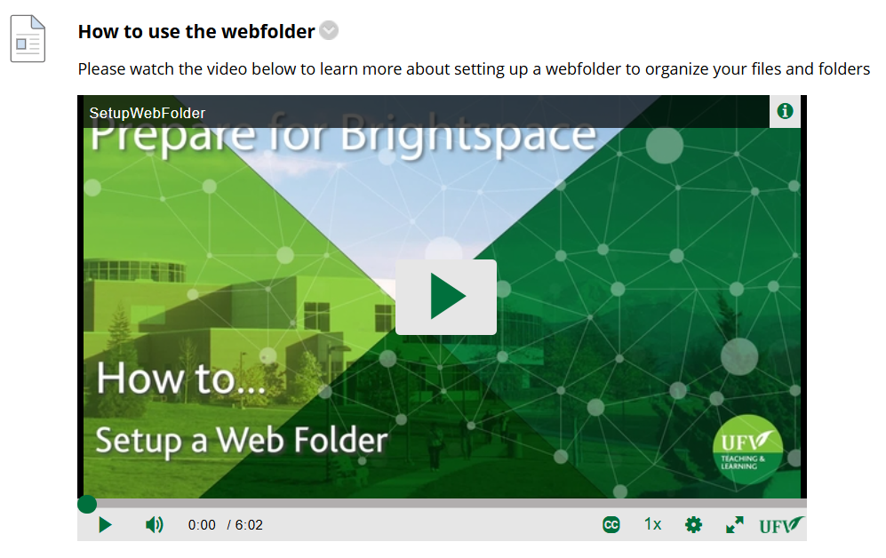 How to use the webfolder
Please watch the video below to learn more about setting up a webfolder to organize your files and folders
SetupWebFolder
Prepare for Brightspace
How to...
Setup a Web Folder
UFV
TEACHING &
LEARNING
0:00 / 6:02
CC
1x
UFV